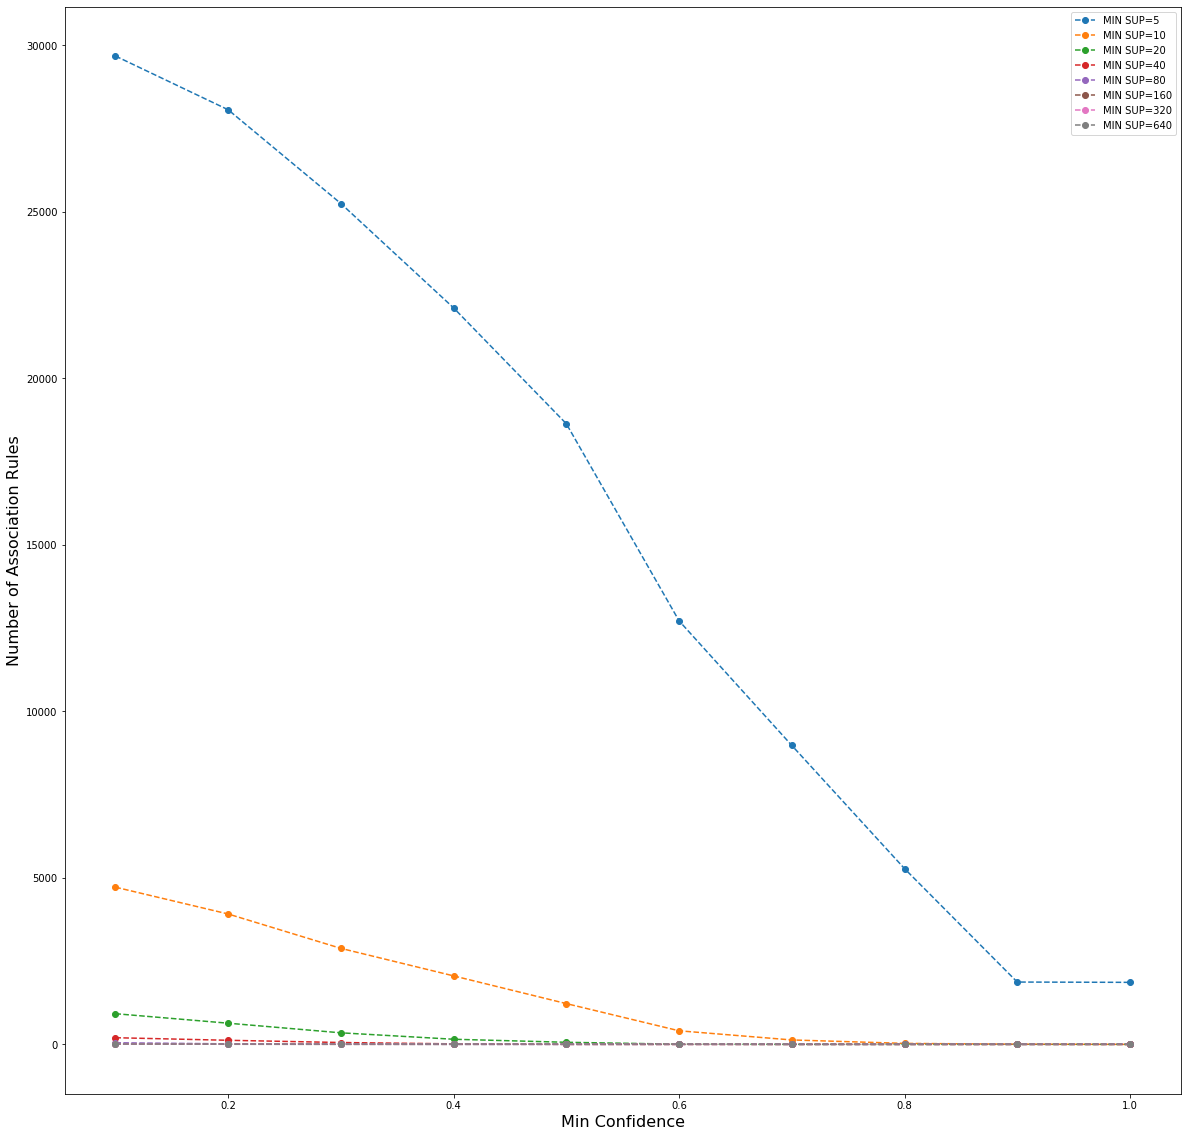 MIN SUP=5
MIN SUP=10
MIN SUP=20
MIN SUP=40
MIN SUP=80
MIN SUP=160
MIN SUP=320
MIN SUP=640
Number of Association Rules
30000
25000
20000
15000
10000
5000
0
0.2 0.4 0.6 0.8 1.0
Min Confidence